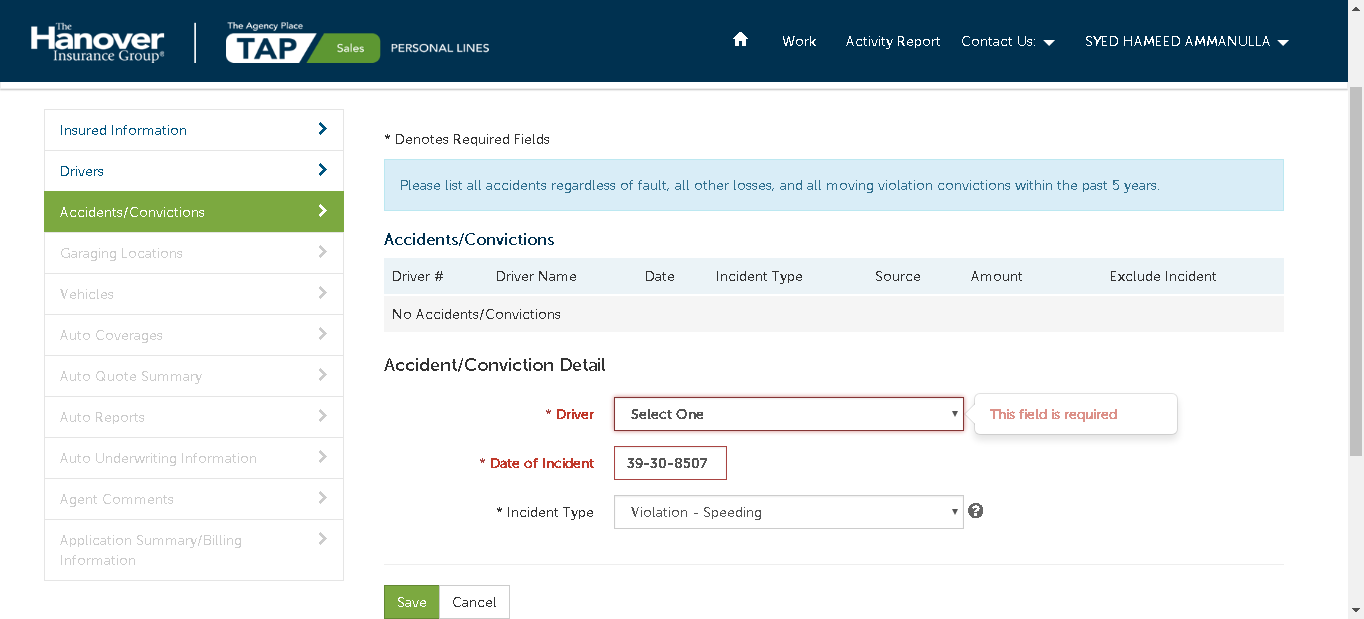 The
Hanover
Insurance Group®
The Agency Place
TAP Sales PERSONAL LINES
Work Activity Report Contact Us: SYED HAMEED AMMANULLA
Insured Information
Drivers
Accidents/Convictions
Garaging Locations
Vehicles
Auto Coverages
Auto Quote Summary
Auto Reports
Auto Underwriting Information
Agent Comments
Application Summary/Billing
Information
* Denotes Required Fields
Please list all accidents regardless of fault, all other losses, and all moving violation convictions within the past 5 years.
Accidents/Convictions
Driver # Driver Name Date Incident Type Source Amount Exclude Incident
No Accidents/Convictions
Accident/Conviction Detail
* Driver Select One This field is required
* Date of Incident 39-30-8507
* Incident Type Violation - Speeding ?
Save Cancel